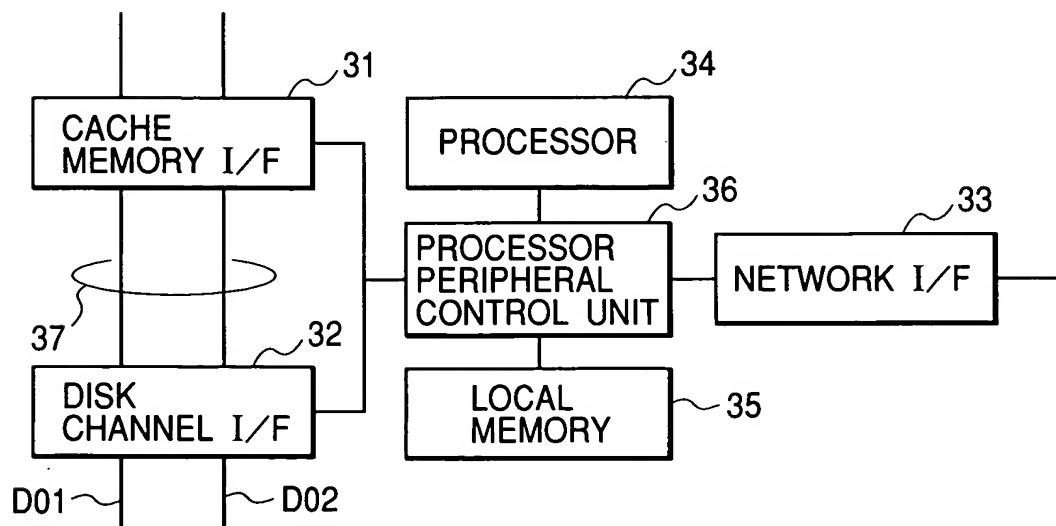 31
CACHE
MEMORY I/F
34
PROCESSOR
36
PROCESSOR
PERIPHERAL
CONTROL UNIT
33
NETWORK I/F
37
32
DISK
CHANNEL I/F
LOCAL
MEMORY
35
D01
D02